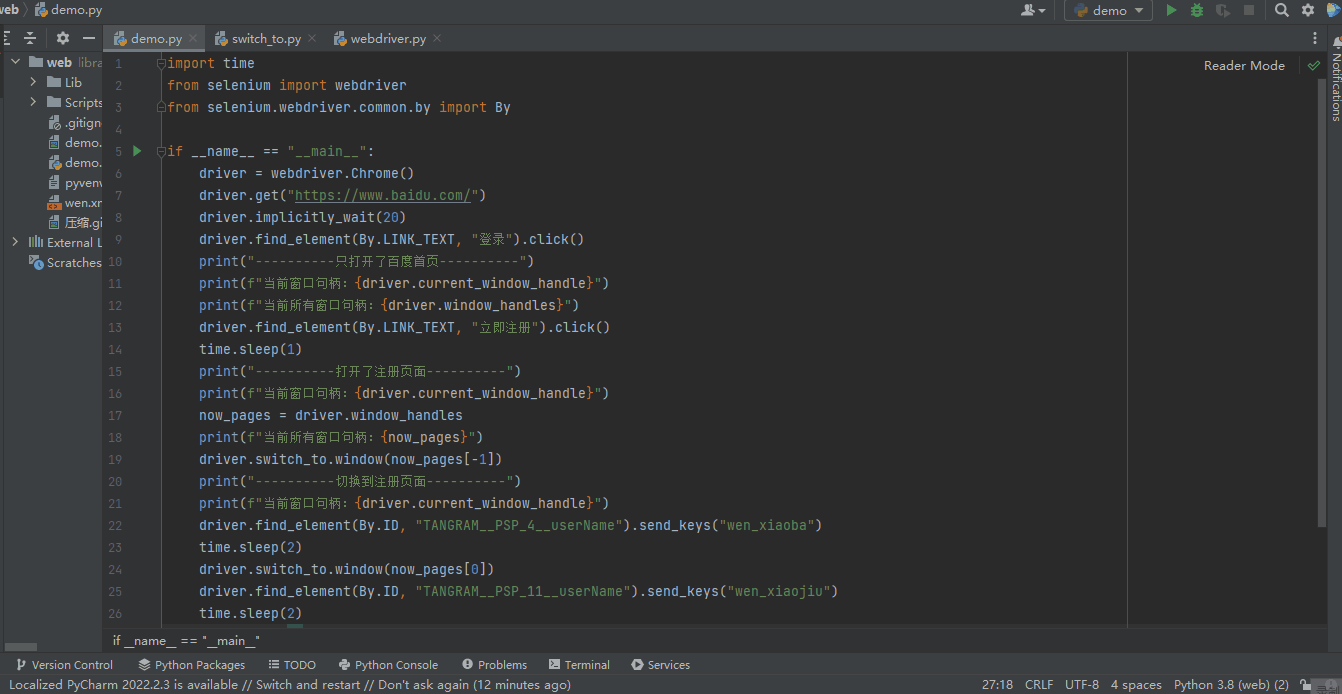 web
demo.py
demo
demo.py
switch_to.py
webdriver.py
web libra
Lib
Scripts
.gitign
demo.
demo.
pyvenv
wen.xn
压缩.gi
External L
Scratches
Reader Mode
Notifications
1 import time
2 from selenium import webdriver
3 from selenium.webdriver.common.by import By
4
5 if __name__ == "__main__":
6 driver = webdriver.Chrome()
7 driver.get("https://www.baidu.com/")
8 driver.implicitly_wait(20)
9 driver.find_element(By.LINK_TEXT, "登录").click()
10 print("----------只打开了百度首页----------")
11 print(f"当前窗口句柄：{driver.current_window_handle}")
12 print(f"当前所有窗口句柄：{driver.window_handles}")
13 driver.find_element(By.LINK_TEXT, "立即注册").click()
14 time.sleep(1)
15 print("----------打开了注册页面----------")
16 print(f"当前窗口句柄：{driver.current_window_handle}")
17 now_pages = driver.window_handles
18 print(f"当前所有窗口句柄：{now_pages}")
19 driver.switch_to.window(now_pages[-1])
20 print("----------切换到注册页面----------")
21 print(f"当前窗口句柄：{driver.current_window_handle}")
22 driver.find_element(By.ID, "TANGRAM__PSP_4__userName").send_keys("wen_xiaoba")
23 time.sleep(2)
24 driver.switch_to.window(now_pages[0])
25 driver.find_element(By.ID, "TANGRAM__PSP_11__userName").send_keys("wen_xiaojiu")
26 time.sleep(2)
if __name__ == "__main__"
Version Control
Python Packages
TODO
Python Console
Problems
Terminal
Services
Localized PyCharm 2022.2.3 is available // Switch and restart // Don't ask again (12 minutes ago)
27:18
CRLF
UTF-8
4 spaces
Python 3.8 (web) (2)